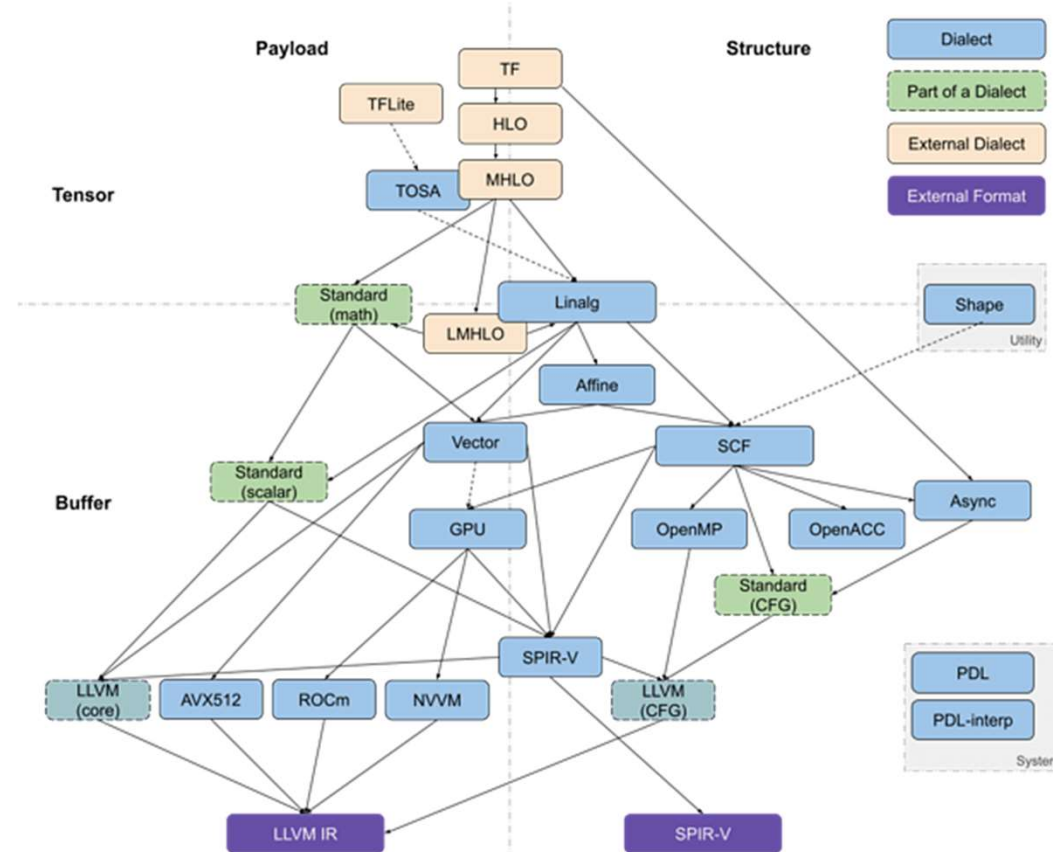 Payload
Structure
TF
Dialect
TFLite
Part of a Dialect
HLO
External Dialect
TOSA
MHLO
Tensor
External Format
Standard
(math)
Linalg
Shape
LMHLO
Utility
Affine
Vector
SCF
Standard
(scalar)
Buffer
Async
GPU
OpenMP
OpenACC
Standard
(CFG)
SPIR-V
PDL
LLVM
(core)
AVX512
ROCm
NVVM
LLVM
(CFG)
PDL-interp
System
LLVM IR
SPIR-V